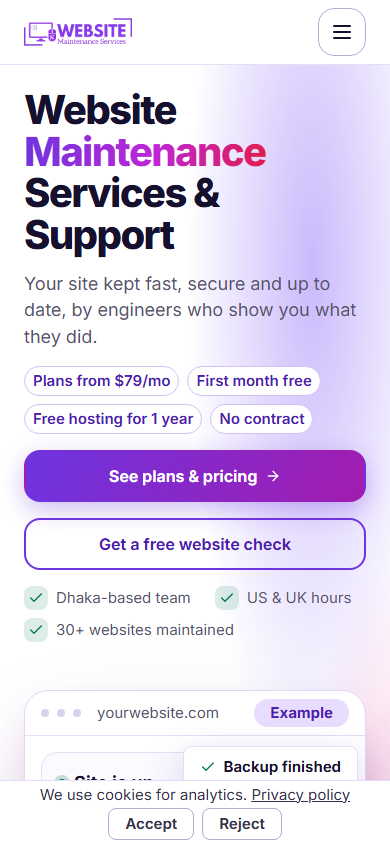 WEBSITE
Maintenance Services
Website
Maintenance
Services &
Support
Your site kept fast, secure and up to
date, by engineers who show you what
they did.
Plans from $79/mo
First month free
Free hosting for 1 year
No contract
See plans & pricing →
Get a free website check
Dhaka-based team
US & UK hours
30+ websites maintained
yourwebsite.com
Example
Backup finished
Site is up
We use cookies for analytics. Privacy policy
Accept
Reject